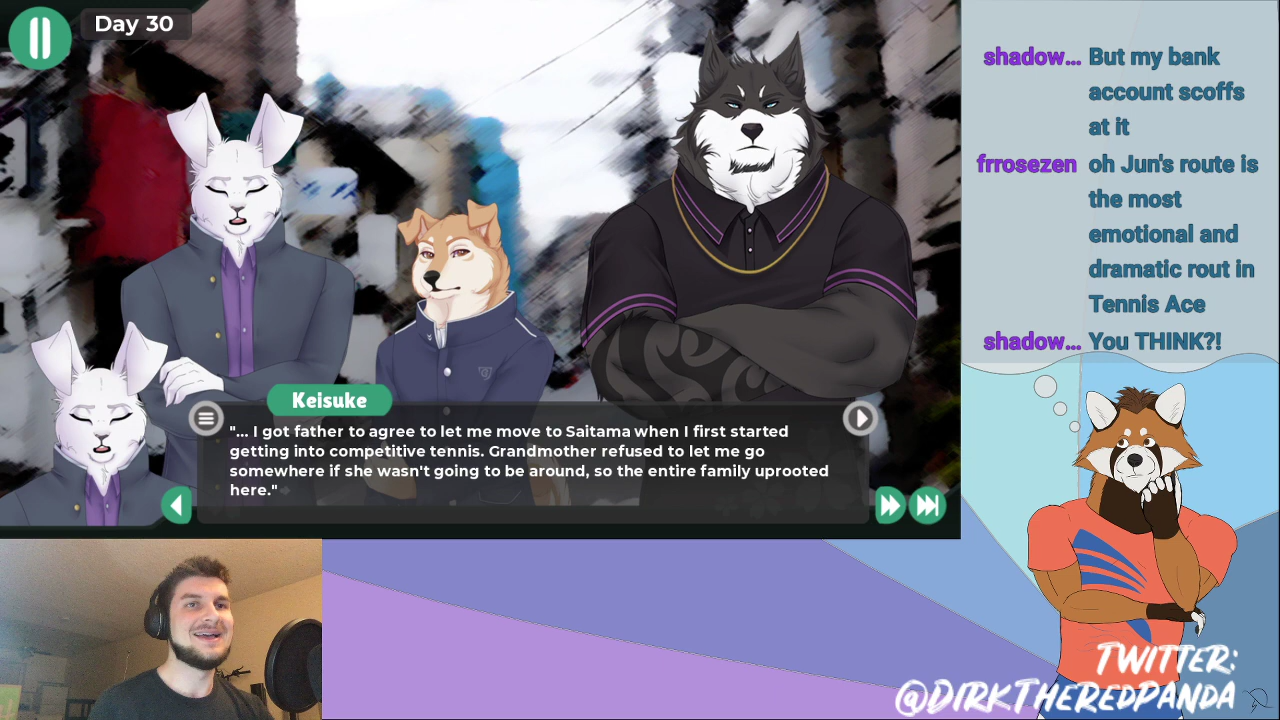 Day 30
Keisuke
"... I got father to agree to let me move to Saitama when I first started
getting into competitive tennis. Grandmother refused to let me go
somewhere if she wasn't going to be around, so the entire family uprooted
here."
shadow... But my bank
account scoffs
at it
frrosezen oh Jun's route is
the most
emotional and
dramatic rout in
Tennis Ace
shadow... You THINK?!
TWITTER:
@DIRKTHEREDPANDA